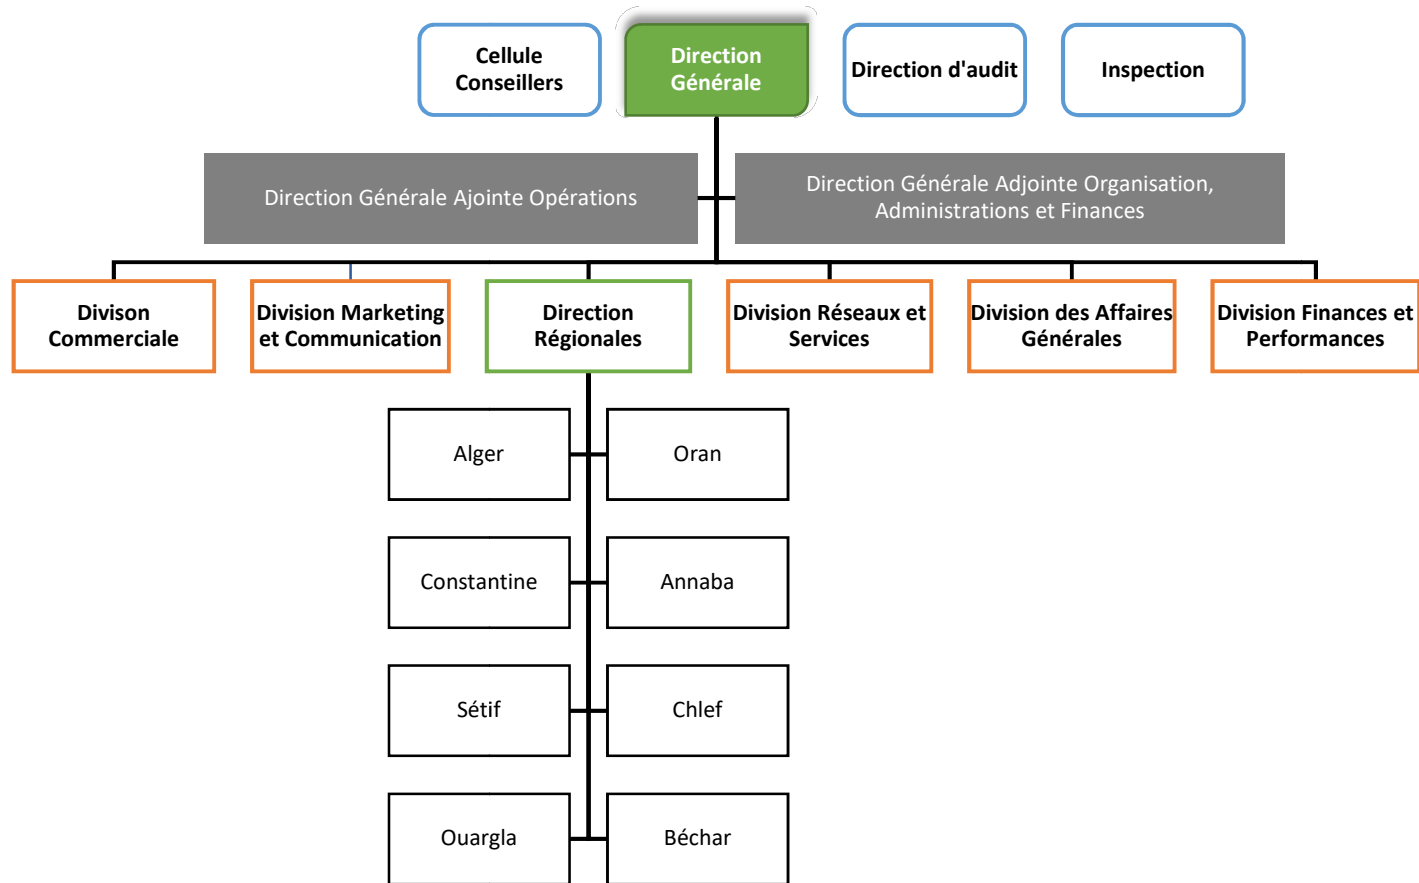 Cellule
Conseillers
Direction
Générale
Direction d'audit
Inspection
Direction Générale Ajointe Opérations
Direction Générale Adjointe Organisation,
Administrations et Finances
Divison
Commerciale
Division Marketing
et Communication
Direction
Régionales
Division Réseaux et
Services
Division des Affaires
Générales
Division Finances et
Performances
Alger
Oran
Constantine
Annaba
Sétif
Chlef
Ouargla
Béchar